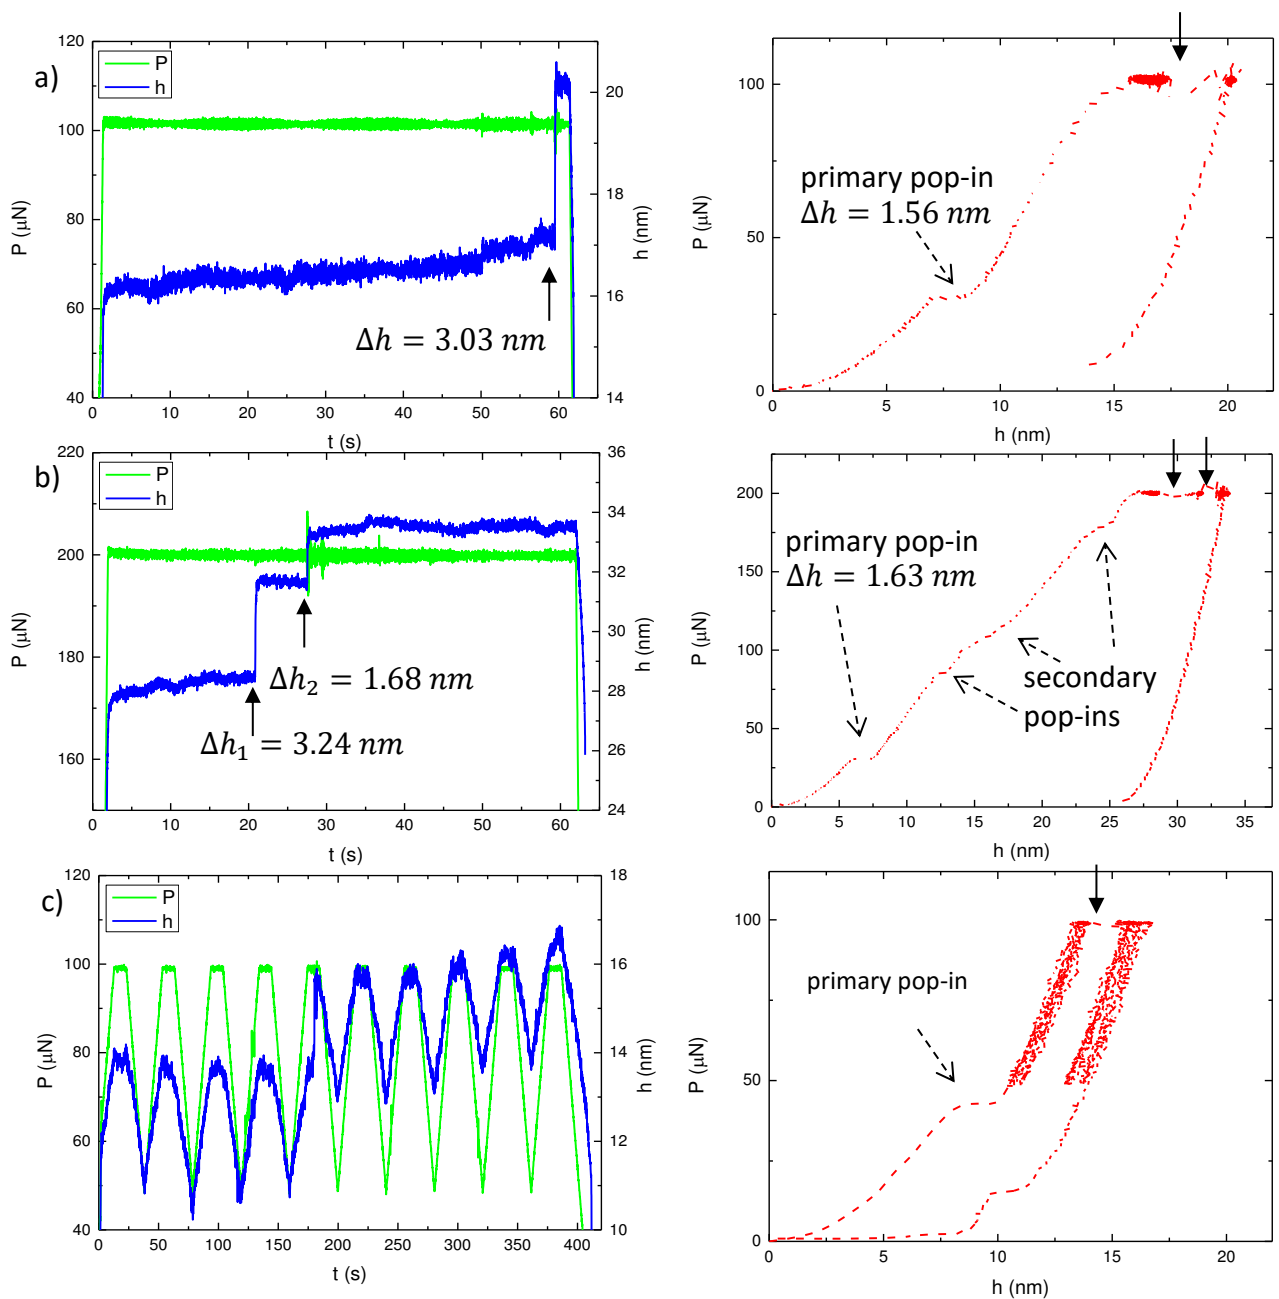 a)
P
h
120
100
80
60
40
P (μN)
20
18
16
14
h (nm)
0 10 20 30 40 50 60
t (s)
Δh = 3.03 nm
100
50
0
P (μN)
primary pop-in
Δh = 1.56 nm
0 5 10 15 20
h (nm)
b)
P
h
220
200
180
160
P (μN)
36
34
32
30
28
26
24
h (nm)
0 10 20 30 40 50 60
t (s)
Δh₂ = 1.68 nm
Δh₁ = 3.24 nm
200
150
100
50
0
P (μN)
primary pop-in
Δh = 1.63 nm
secondary
pop-ins
0 5 10 15 20 25 30 35
h (nm)
c)
P
h
120
100
80
60
40
P (μN)
18
16
14
12
10
h (nm)
0 50 100 150 200 250 300 350 400
t (s)
100
50
0
P (μN)
primary pop-in
0 5 10 15 20
h (nm)